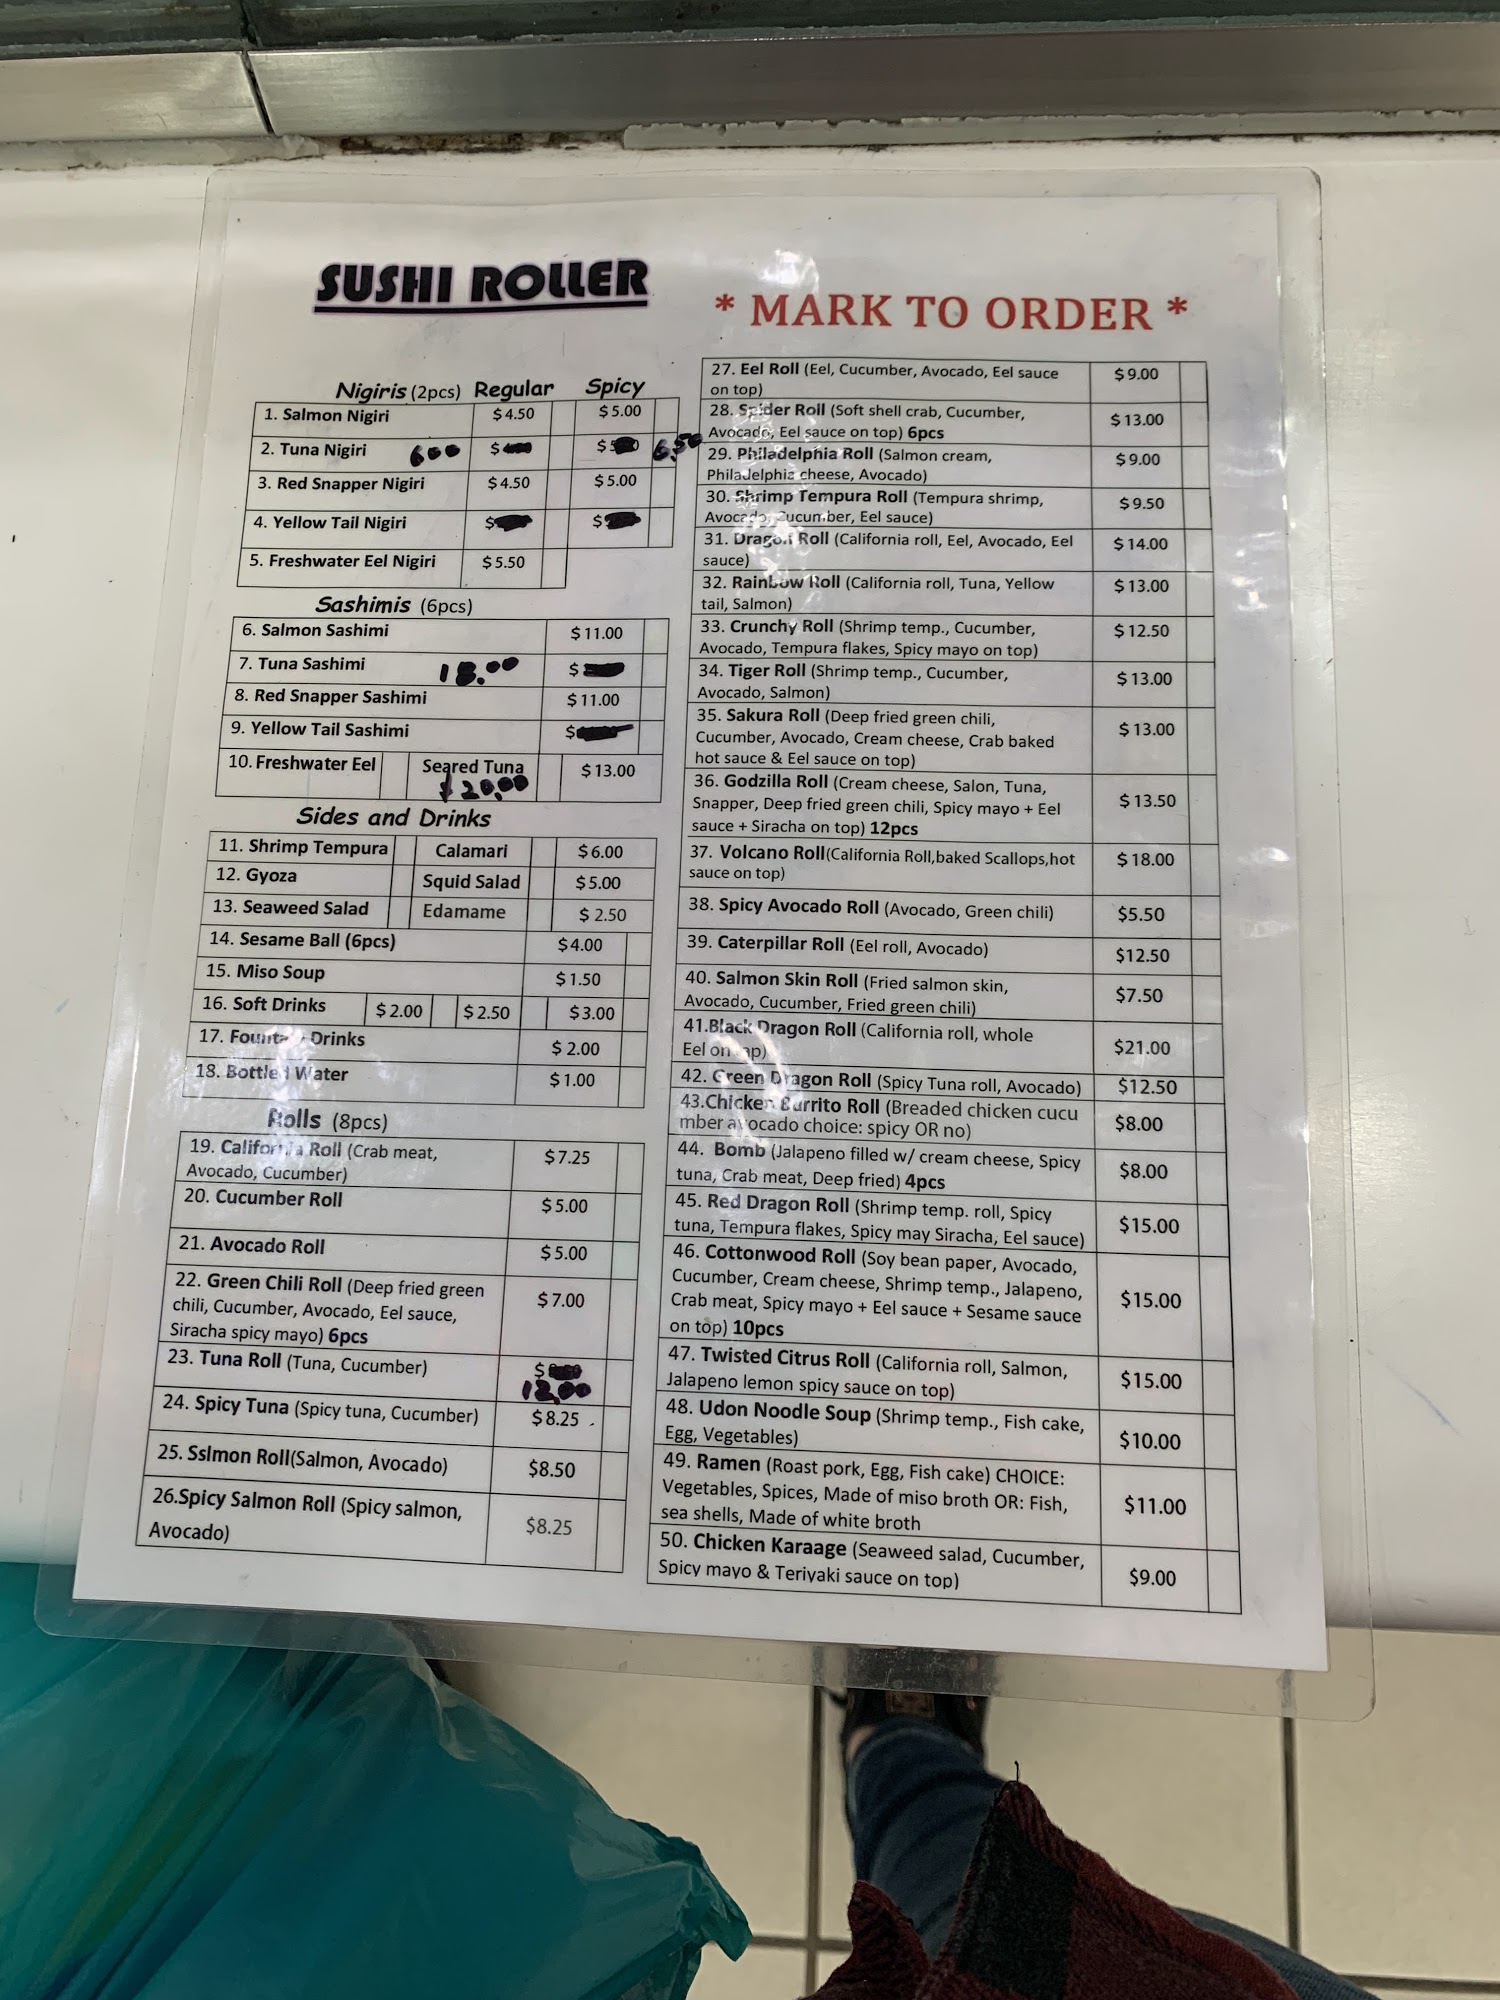 SUSHI ROLLER
* MARK TO ORDER *
Nigiris (2pcs) Regular Spicy
1. Salmon Nigiri $4.50 $5.00
2. Tuna Nigiri 600 $ $ 6.50
3. Red Snapper Nigiri $4.50 $5.00
4. Yellow Tail Nigiri $ $
5. Freshwater Eel Nigiri $5.50
Sashimis (6pcs)
6. Salmon Sashimi $11.00
7. Tuna Sashimi 18.00 $
8. Red Snapper Sashimi $11.00
9. Yellow Tail Sashimi $
10. Freshwater Eel Seared Tuna $13.00
$20.00
Sides and Drinks
11. Shrimp Tempura Calamari $6.00
12. Gyoza Squid Salad $5.00
13. Seaweed Salad Edamame $2.50
14. Sesame Ball (6pcs) $4.00
15. Miso Soup $1.50
16. Soft Drinks $2.00 $2.50 $3.00
17. Fountain Drinks $2.00
18. Bottled Water $1.00
Rolls (8pcs)
19. California Roll (Crab meat, $7.25
Avocado, Cucumber)
20. Cucumber Roll $5.00
21. Avocado Roll $5.00
22. Green Chili Roll (Deep fried green
chili, Cucumber, Avocado, Eel sauce, $7.00
Siracha spicy mayo) 6pcs
23. Tuna Roll (Tuna, Cucumber) $
12.00
24. Spicy Tuna (Spicy tuna, Cucumber) $8.25
25. Sslmon Roll(Salmon, Avocado) $8.50
26.Spicy Salmon Roll (Spicy salmon, $8.25
Avocado)
27. Eel Roll (Eel, Cucumber, Avocado, Eel sauce $9.00
on top)
28. Spider Roll (Soft shell crab, Cucumber, $13.00
Avocado, Eel sauce on top) 6pcs
29. Philadelphia Roll (Salmon cream, $9.00
Philadelphia cheese, Avocado)
30. Shrimp Tempura Roll (Tempura shrimp, $9.50
Avocado, Cucumber, Eel sauce)
31. Dragon Roll (California roll, Eel, Avocado, Eel $14.00
sauce)
32. Rainbow Roll (California roll, Tuna, Yellow $13.00
tail, Salmon)
33. Crunchy Roll (Shrimp temp., Cucumber, $12.50
Avocado, Tempura flakes, Spicy mayo on top)
34. Tiger Roll (Shrimp temp., Cucumber, $13.00
Avocado, Salmon)
35. Sakura Roll (Deep fried green chili,
Cucumber, Avocado, Cream cheese, Crab baked $13.00
hot sauce & Eel sauce on top)
36. Godzilla Roll (Cream cheese, Salon, Tuna,
Snapper, Deep fried green chili, Spicy mayo + Eel $13.50
sauce + Siracha on top) 12pcs
37. Volcano Roll(California Roll,baked Scallops,hot $18.00
sauce on top)
38. Spicy Avocado Roll (Avocado, Green chili) $5.50
39. Caterpillar Roll (Eel roll, Avocado) $12.50
40. Salmon Skin Roll (Fried salmon skin, $7.50
Avocado, Cucumber, Fried green chili)
41.Black Dragon Roll (California roll, whole $21.00
Eel on tap)
42. Green Dragon Roll (Spicy Tuna roll, Avocado) $12.50
43.Chicken Burrito Roll (Breaded chicken cucu $8.00
mber avocado choice: spicy OR no)
44. Bomb (Jalapeno filled w/ cream cheese, Spicy $8.00
tuna, Crab meat, Deep fried) 4pcs
45. Red Dragon Roll (Shrimp temp. roll, Spicy $15.00
tuna, Tempura flakes, Spicy may Siracha, Eel sauce)
46. Cottonwood Roll (Soy bean paper, Avocado,
Cucumber, Cream cheese, Shrimp temp., Jalapeno, $15.00
Crab meat, Spicy mayo + Eel sauce + Sesame sauce
on top) 10pcs
47. Twisted Citrus Roll (California roll, Salmon, $15.00
Jalapeno lemon spicy sauce on top)
48. Udon Noodle Soup (Shrimp temp., Fish cake, $10.00
Egg, Vegetables)
49. Ramen (Roast pork, Egg, Fish cake) CHOICE:
Vegetables, Spices, Made of miso broth OR: Fish, $11.00
sea shells, Made of white broth
50. Chicken Karaage (Seaweed salad, Cucumber, $9.00
Spicy mayo & Teriyaki sauce on top)